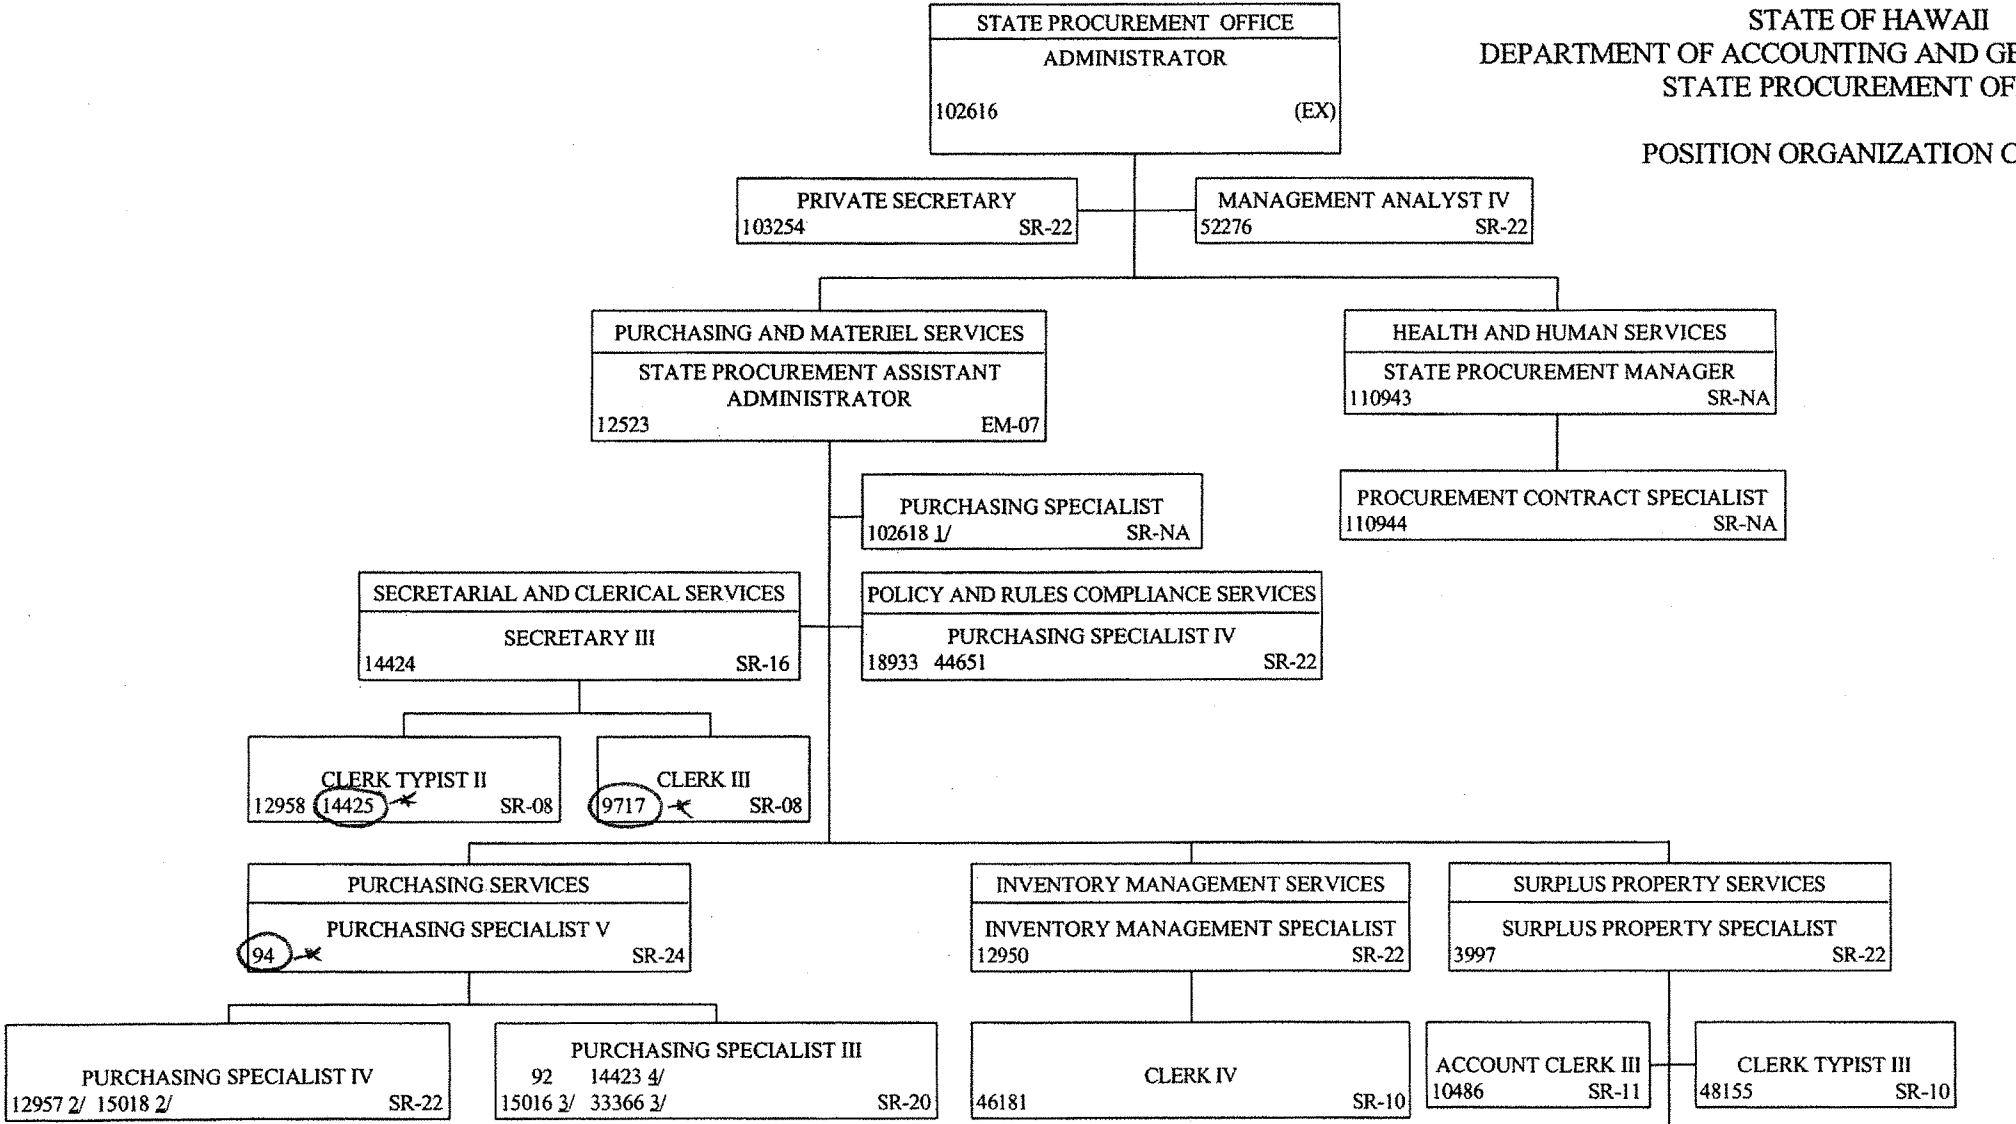 STATE OF HAWAII
DEPARTMENT OF ACCOUNTING AND GE
STATE PROCUREMENT OF
POSITION ORGANIZATION C
STATE PROCUREMENT OFFICE
ADMINISTRATOR
102616 (EX)
PRIVATE SECRETARY
103254 SR-22
MANAGEMENT ANALYST IV
52276 SR-22
PURCHASING AND MATERIEL SERVICES
STATE PROCUREMENT ASSISTANT
ADMINISTRATOR
12523 EM-07
HEALTH AND HUMAN SERVICES
STATE PROCUREMENT MANAGER
110943 SR-NA
PURCHASING SPECIALIST
102618 1/ SR-NA
PROCUREMENT CONTRACT SPECIALIST
110944 SR-NA
SECRETARIAL AND CLERICAL SERVICES
SECRETARY III
14424 SR-16
POLICY AND RULES COMPLIANCE SERVICES
PURCHASING SPECIALIST IV
18933 44651 SR-22
CLERK TYPIST II
12958 14425 * SR-08
CLERK III
9717 * SR-08
PURCHASING SERVICES
PURCHASING SPECIALIST V
94 * SR-24
INVENTORY MANAGEMENT SERVICES
INVENTORY MANAGEMENT SPECIALIST
12950 SR-22
SURPLUS PROPERTY SERVICES
SURPLUS PROPERTY SPECIALIST
3997 SR-22
PURCHASING SPECIALIST IV
12957 2/ 15018 2/ SR-22
PURCHASING SPECIALIST III
92 14423 4/
15016 3/ 33366 3/ SR-20
CLERK IV
46181 SR-10
ACCOUNT CLERK III
10486 SR-11
CLERK TYPIST III
48155 SR-10